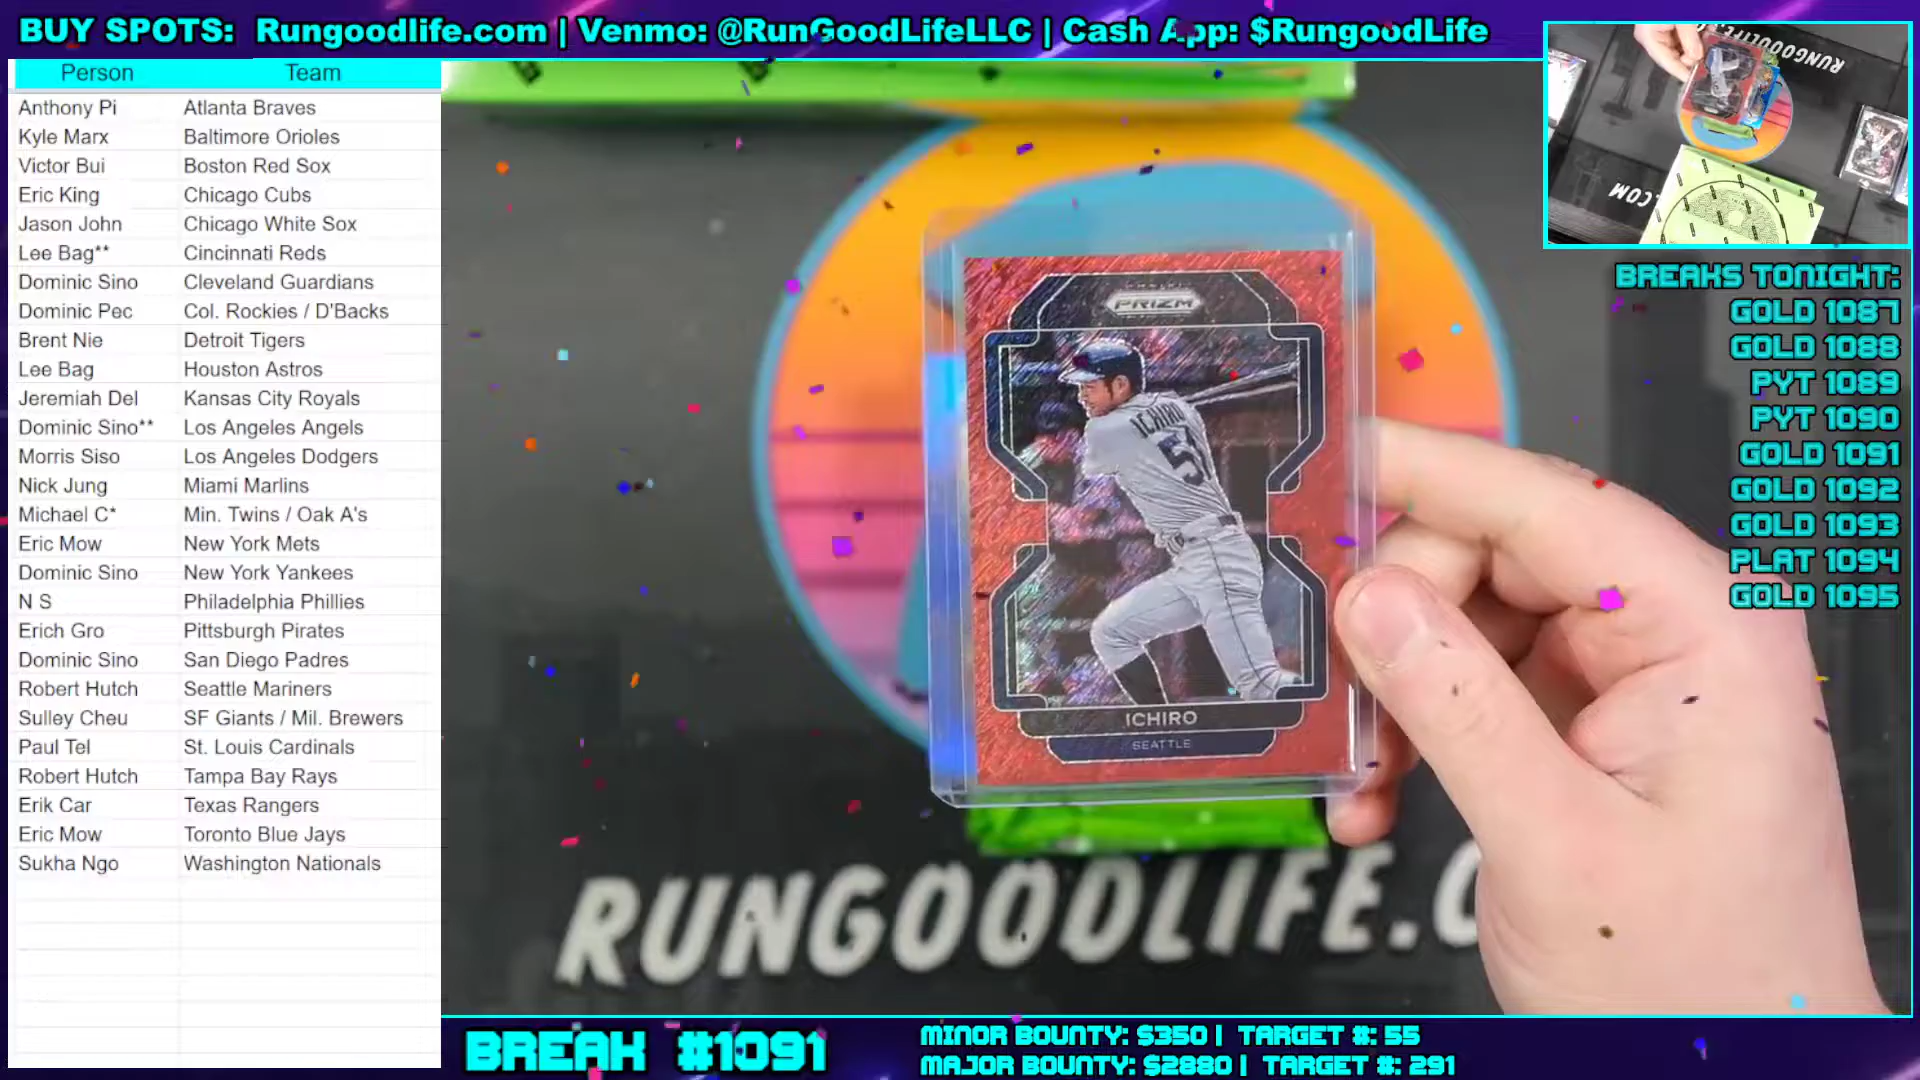 BUY SPOTS: Rungoodlife.com | Venmo: @RunGoodLifeLLC | Cash App: $RungoodLife
Person Team
Anthony Pi Atlanta Braves
Kyle Marx Baltimore Orioles
Victor Bui Boston Red Sox
Eric King Chicago Cubs
Jason John Chicago White Sox
Lee Bag** Cincinnati Reds
Dominic Sino Cleveland Guardians
Dominic Pec Col. Rockies / D'Backs
Brent Nie Detroit Tigers
Lee Bag Houston Astros
Jeremiah Del Kansas City Royals
Dominic Sino** Los Angeles Angels
Morris Siso Los Angeles Dodgers
Nick Jung Miami Marlins
Michael C* Min. Twins / Oak A's
Eric Mow New York Mets
Dominic Sino New York Yankees
N S Philadelphia Phillies
Erich Gro Pittsburgh Pirates
Dominic Sino San Diego Padres
Robert Hutch Seattle Mariners
Sulley Cheu SF Giants / Mil. Brewers
Paul Tel St. Louis Cardinals
Robert Hutch Tampa Bay Rays
Erik Car Texas Rangers
Eric Mow Toronto Blue Jays
Sukha Ngo Washington Nationals
PRIZM
ICHIRO
51
ICHIRO
SEATTLE
RUNGOODLIFE.C
RUNGOODLIFE
.COM
BREAKS TONIGHT:
GOLD 1087
GOLD 1088
PYT 1089
PYT 1090
GOLD 1091
GOLD 1092
GOLD 1093
PLAT 1094
GOLD 1095
BREAK #1091
MINOR BOUNTY: $350 | TARGET #: 55
MAJOR BOUNTY: $2880 | TARGET #: 291